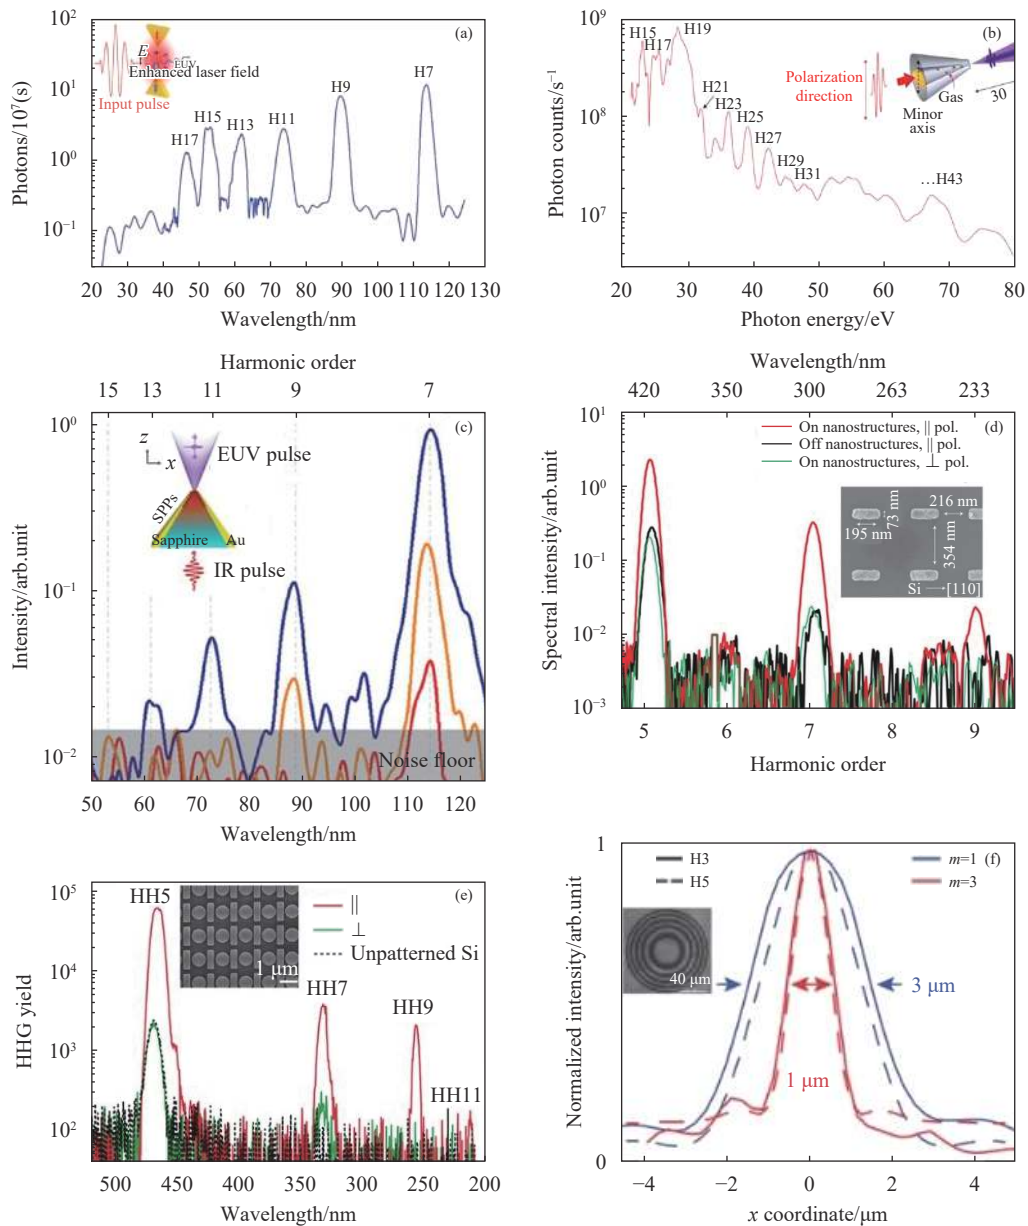 (a)
10²
10¹
10⁰
10⁻¹
Photons/10⁷(s)
E
EUV
Enhanced laser field
Input pulse
H17
H15
H13
H11
H9
H7
20 30 40 50 60 70 80 90 100 110 120 130
Wavelength/nm
(b)
10⁹
10⁸
10⁷
Photon counts/s⁻¹
H15
H17
H19
H21
H23
H25
H27
H29
H31
…H43
Polarization
direction
Minor
axis
Gas
30
20 30 40 50 60 70 80
Photon energy/eV
Harmonic order
15 13 11 9 7
(c)
10⁰
10⁻¹
10⁻²
Intensity/arb.unit
z
x
EUV pulse
SPPs
Sapphire
Au
IR pulse
Noise floor
50 60 70 80 90 100 110 120
Wavelength/nm
Wavelength/nm
420 350 300 263 233
(d)
10¹
10⁰
10⁻¹
10⁻²
10⁻³
Spectral intensity/arb.unit
On nanostructures, || pol.
Off nanostructures, || pol.
On nanostructures, ⊥ pol.
216 nm
73 nm
195 nm
354 nm
Si
[110]
5 6 7 8 9
Harmonic order
(e)
10⁵
10⁴
10³
10²
HHG yield
HH5
HH7
HH9
HH11
1 μm
||
⊥
Unpatterned Si
500 450 400 350 300 250 200
Wavelength/nm
(f)
1
0
Normalized intensity/arb.unit
H3
H5
m=1
m=3
40 μm
3 μm
1 μm
−4 −2 0 2 4
x coordinate/μm